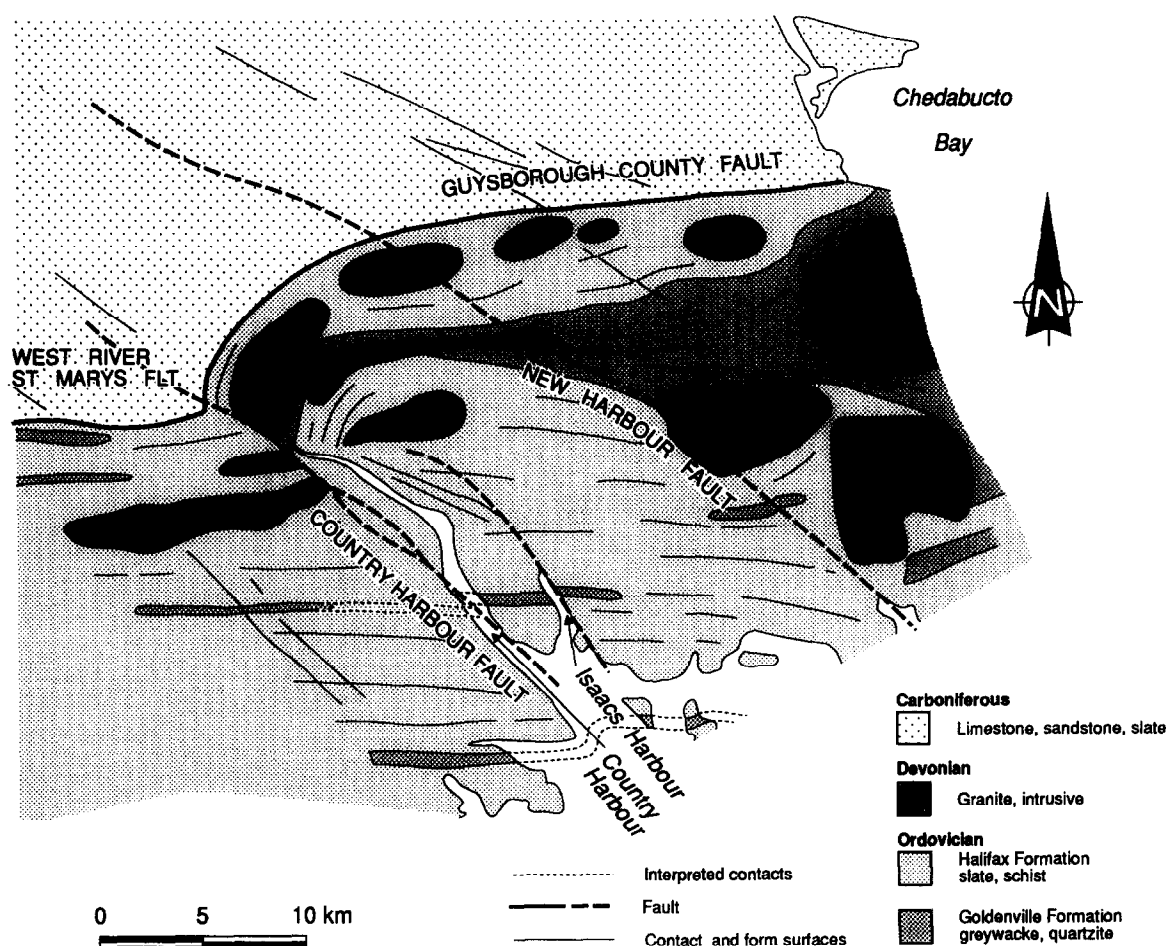 Chedabucto
Bay
GUYSBOROUGH COUNTY FAULT
N
WEST RIVER
ST MARYS FLT
NEW HARBOUR FAULT
COUNTRY HARBOUR FAULT
Isaacs Harbour
Country
Harbour
Carboniferous
Limestone, sandstone, slate
Devonian
Granite, intrusive
Ordovician
Halifax Formation
slate, schist
Goldenville Formation
greywacke, quartzite
Interpreted contacts
Fault
Contact and form surfaces
0 5 10 km